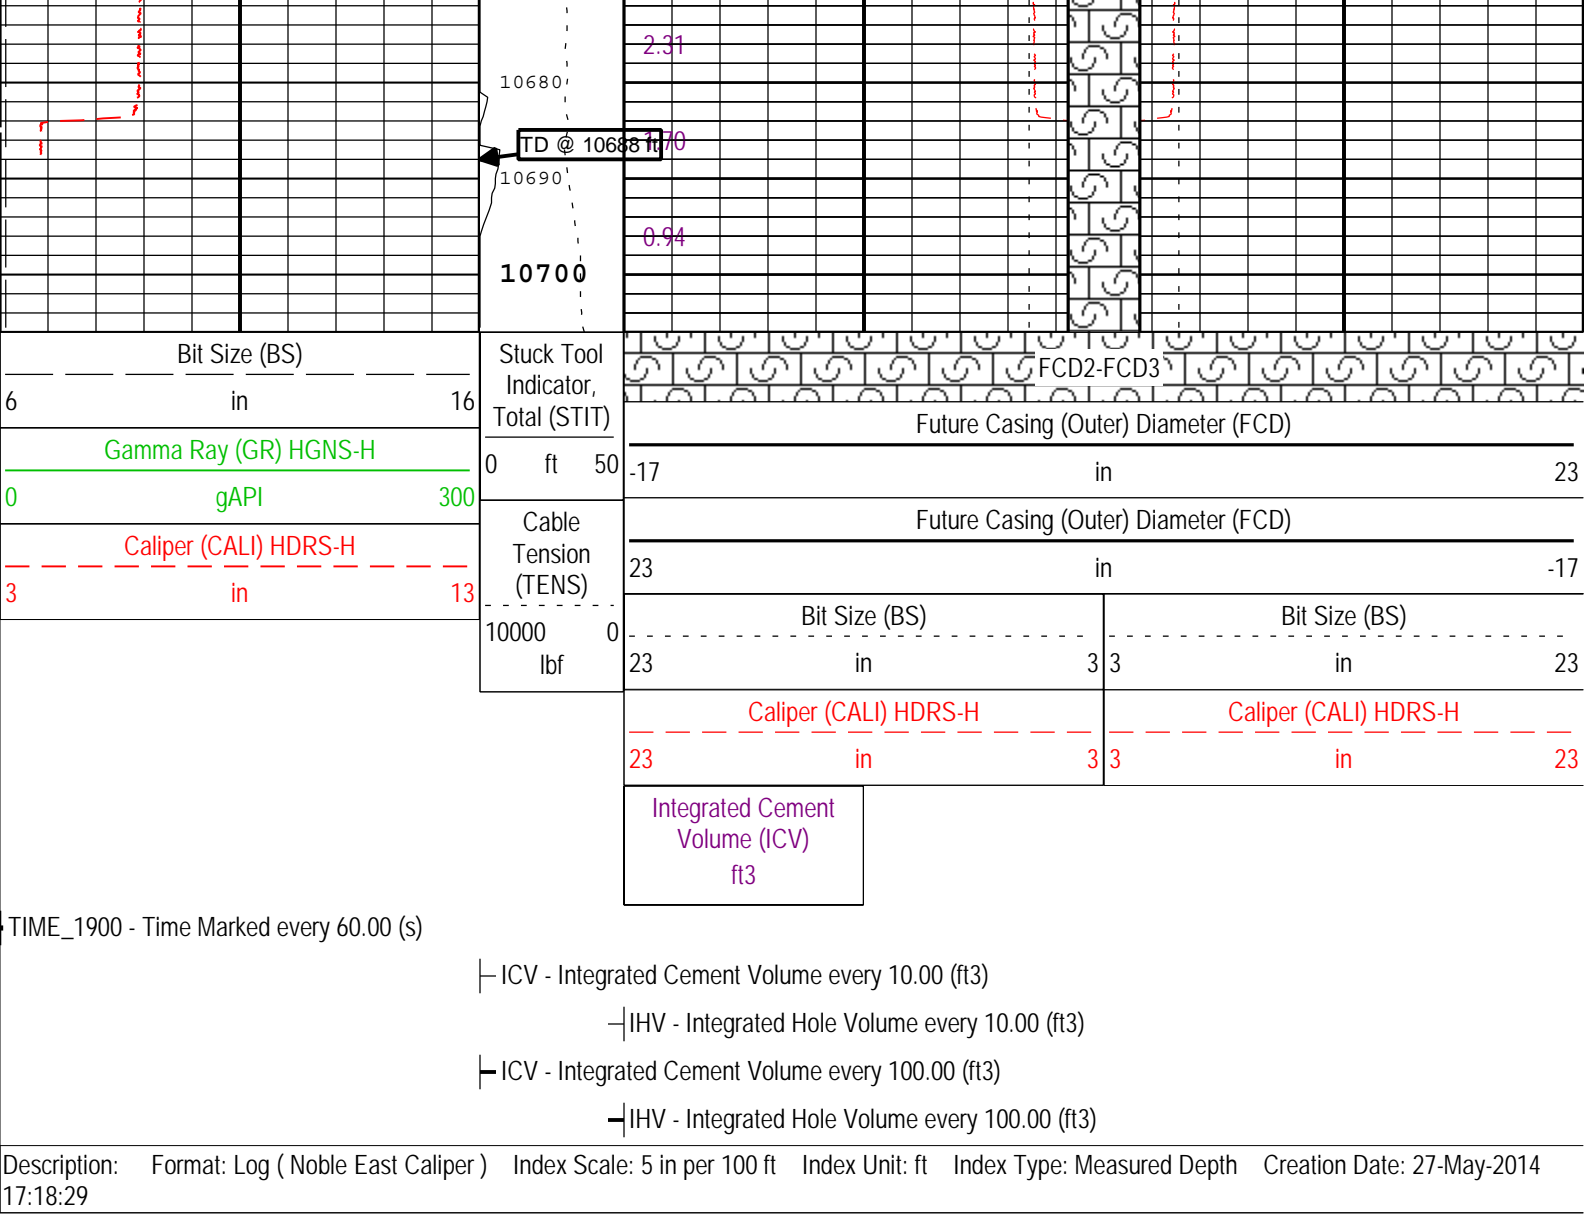 2.31
10680
TD @ 10688 ft
1.70
10690
0.94
10700
Bit Size (BS)
6 in 16
Gamma Ray (GR) HGNS-H
0 gAPI 300
Caliper (CALI) HDRS-H
3 in 13
Stuck Tool
Indicator,
Total (STIT)
0 ft 50
Cable
Tension
(TENS)
10000 0
lbf
FCD2-FCD3
Future Casing (Outer) Diameter (FCD)
-17 in 23
Future Casing (Outer) Diameter (FCD)
23 in -17
Bit Size (BS)
23 in 3
Bit Size (BS)
3 in 23
Caliper (CALI) HDRS-H
23 in 3
Caliper (CALI) HDRS-H
3 in 23
Integrated Cement
Volume (ICV)
ft3
TIME_1900 - Time Marked every 60.00 (s)
ICV - Integrated Cement Volume every 10.00 (ft3)
IHV - Integrated Hole Volume every 10.00 (ft3)
ICV - Integrated Cement Volume every 100.00 (ft3)
IHV - Integrated Hole Volume every 100.00 (ft3)
Description: Format: Log ( Noble East Caliper ) Index Scale: 5 in per 100 ft Index Unit: ft Index Type: Measured Depth Creation Date: 27-May-2014
17:18:29